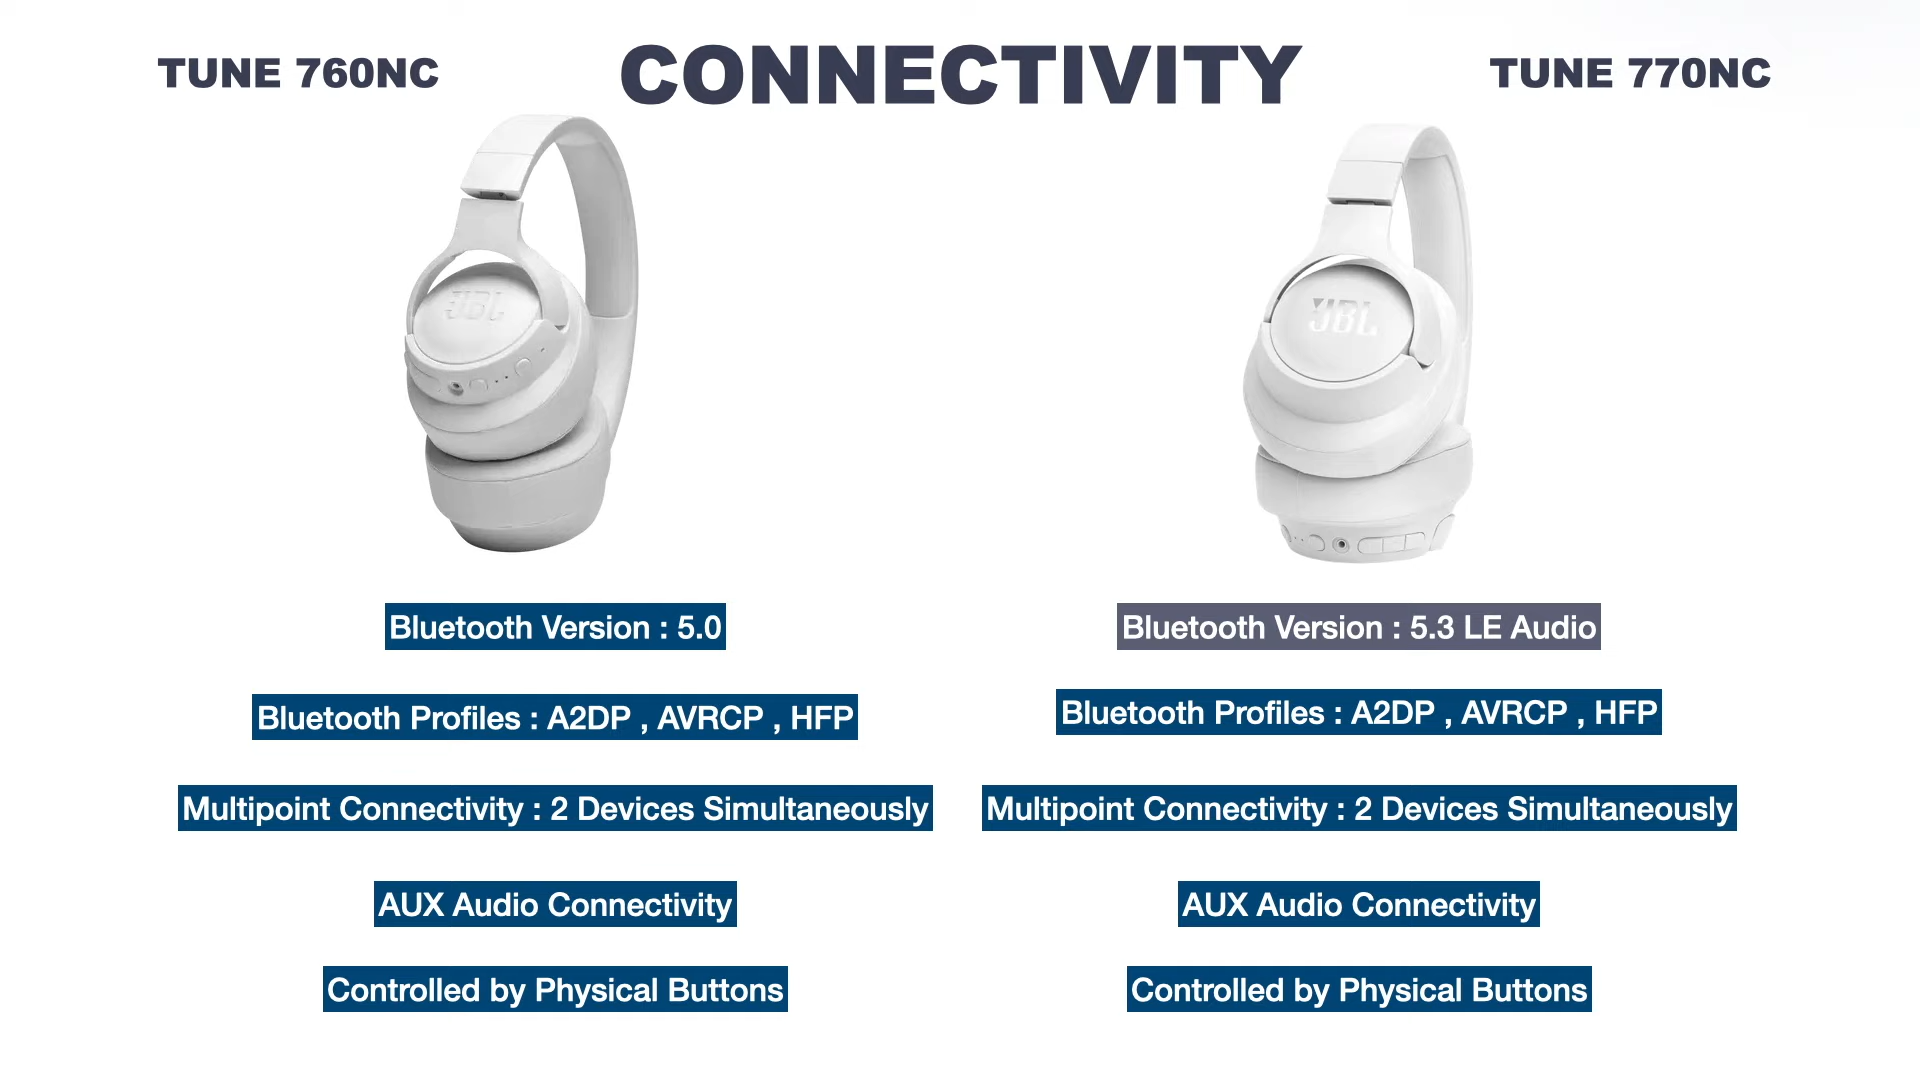 TUNE 760NC
CONNECTIVITY
TUNE 770NC
JBL
JBL
Bluetooth Version : 5.0
Bluetooth Profiles : A2DP , AVRCP , HFP
Multipoint Connectivity : 2 Devices Simultaneously
AUX Audio Connectivity
Controlled by Physical Buttons
Bluetooth Version : 5.3 LE Audio
Bluetooth Profiles : A2DP , AVRCP , HFP
Multipoint Connectivity : 2 Devices Simultaneously
AUX Audio Connectivity
Controlled by Physical Buttons